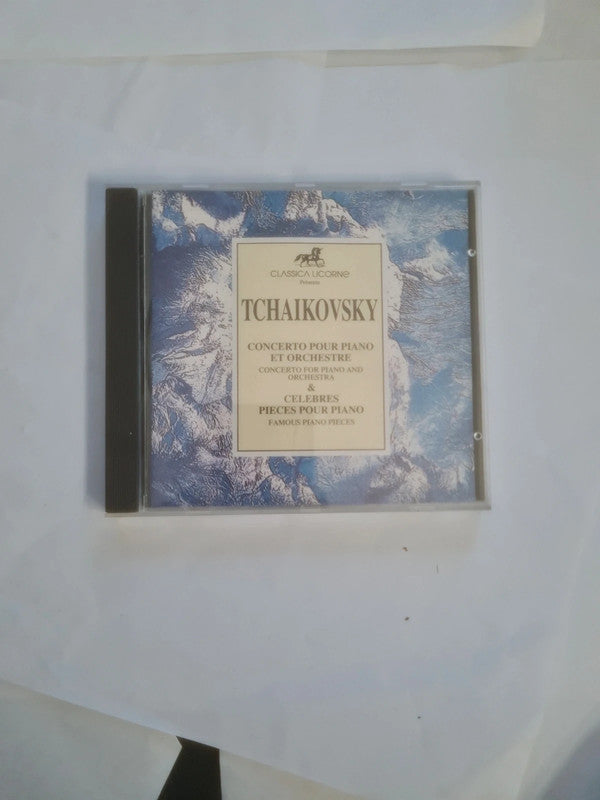 CLASSICA LICORNE
Présente
TCHAIKOVSKY
CONCERTO POUR PIANO
ET ORCHESTRE
CONCERTO FOR PIANO AND
ORCHESTRA
&
CELEBRES
PIECES POUR PIANO
FAMOUS PIANO PIECES